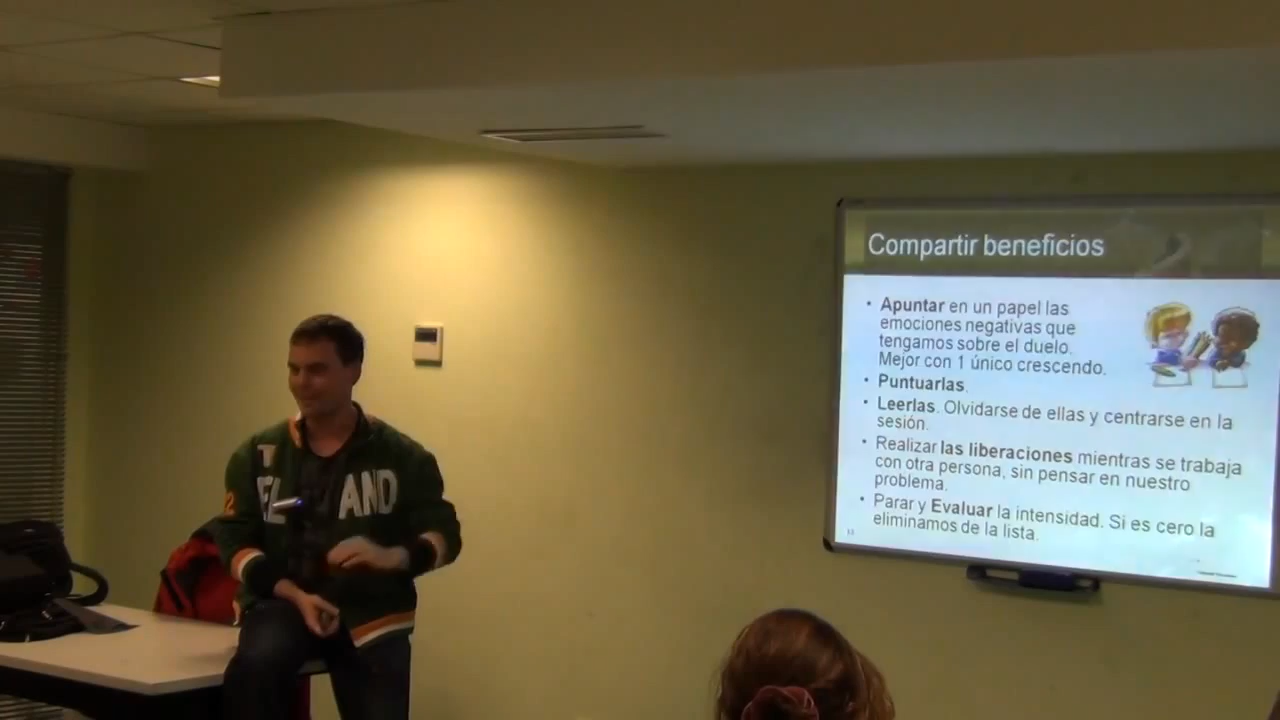 Compartir beneficios
• Apuntar en un papel las
emociones negativas que
tengamos sobre el duelo.
Mejor con 1 único crescendo.
• Puntuarlas.
• Leerlas. Olvidarse de ellas y centrarse en la
sesión.
• Realizar las liberaciones mientras se trabaja
con otra persona, sin pensar en nuestro
problema.
• Parar y Evaluar la intensidad. Si es cero la
eliminamos de la lista.